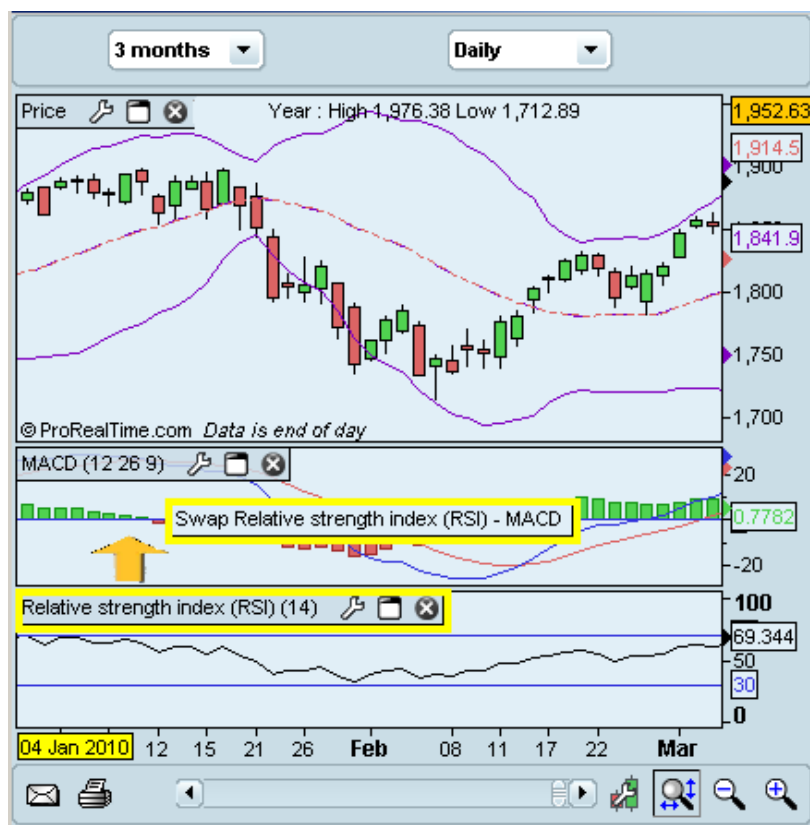 3 months
Daily
Price
Year : High 1,976.38 Low 1,712.89
1,952.63
1,914.5
1,900
1,841.9
1,800
1,750
1,700
© ProRealTime.com Data is end of day
MACD (12 26 9)
20
Swap Relative strength index (RSI) - MACD
0.7782
-20
Relative strength index (RSI) (14)
100
69.344
50
30
0
04 Jan 2010 12 15 21 26 Feb 08 11 17 22 Mar